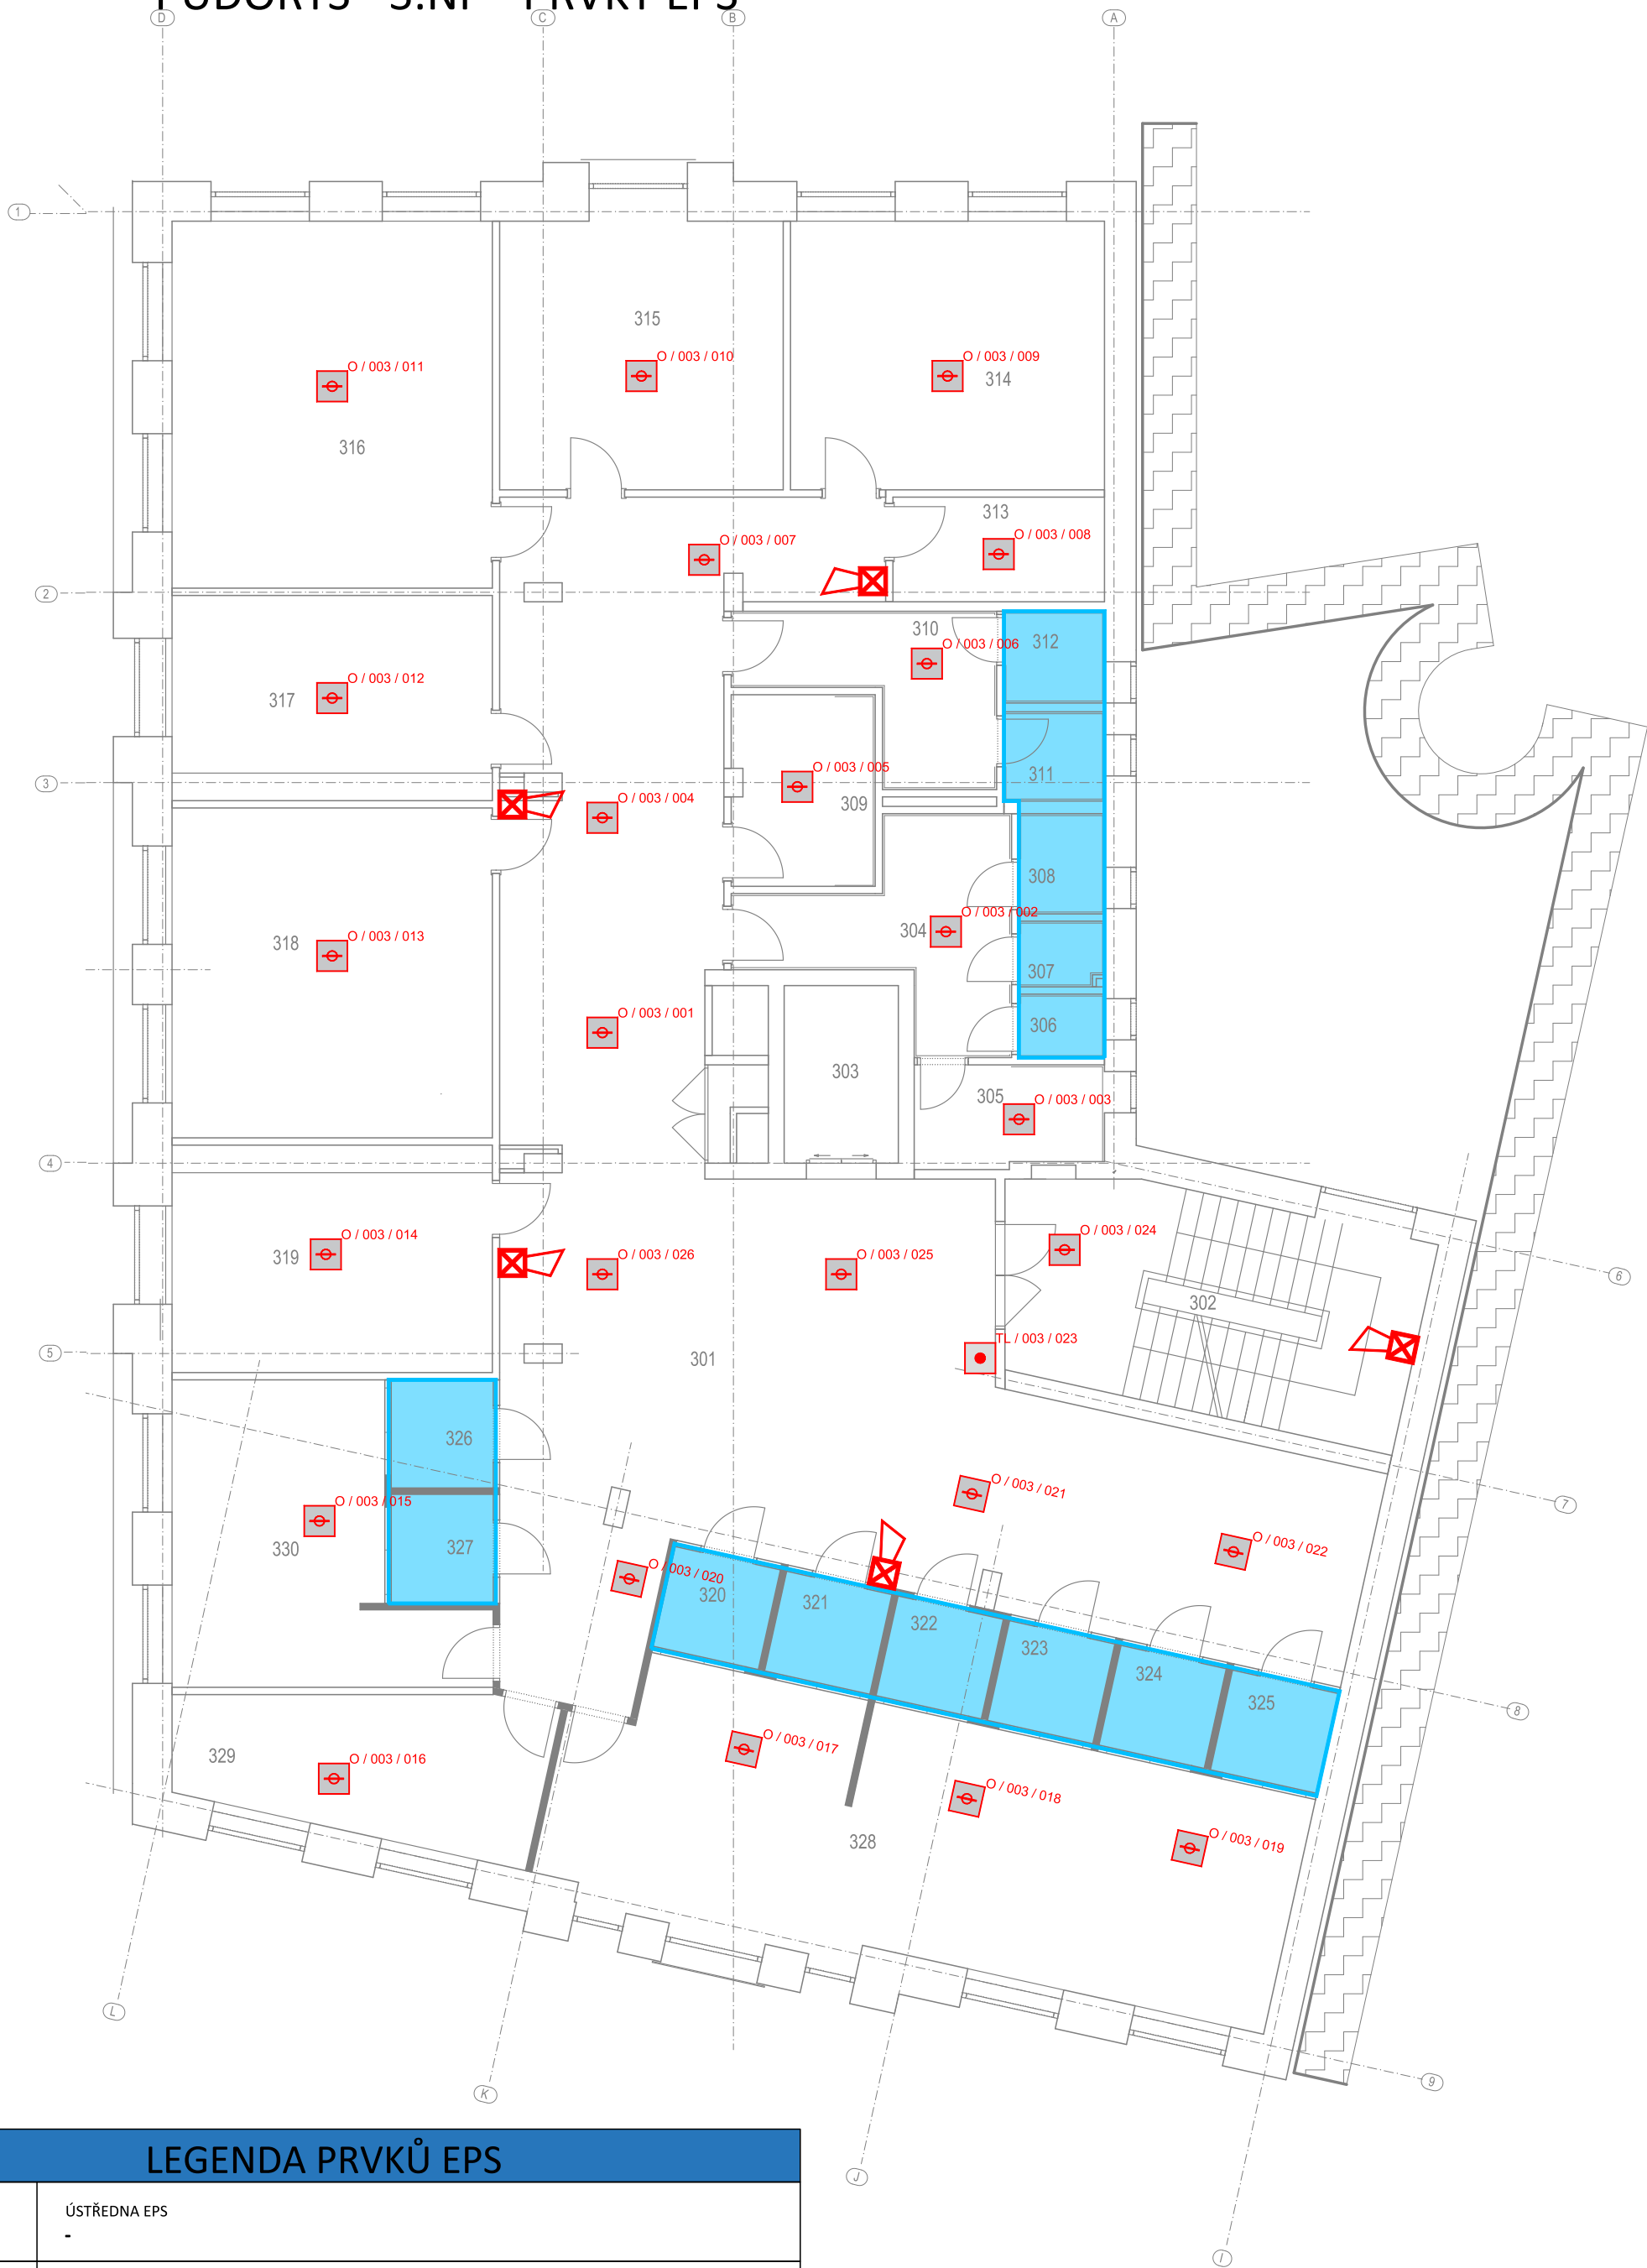 PŮDORYS - 3.NP - PRVKY EPS
D
C
B
A
1
315
O / 003 / 010
O / 003 / 009
O / 003 / 011
314
316
313
O / 003 / 007
O / 003 / 008
2
310
312
O / 003 / 006
O / 003 / 012
317
O / 003 / 005
311
3
O / 003 / 004
309
308
O / 003 / 002
304
O / 003 / 013
318
307
O / 003 / 001
306
303
305
O / 003 / 003
4
O / 003 / 014
O / 003 / 024
319
O / 003 / 026
O / 003 / 025
6
302
TL / 003 / 023
5
301
326
O / 003 / 021
O / 003 / 015
7
330
327
O / 003 / 022
O / 003 / 020
320
321
322
323
324
325
8
O / 003 / 017
329
O / 003 / 016
O / 003 / 018
328
O / 003 / 019
L
K
9
J
I
LEGENDA PRVKŮ EPS
ÚSTŘEDNA EPS
-